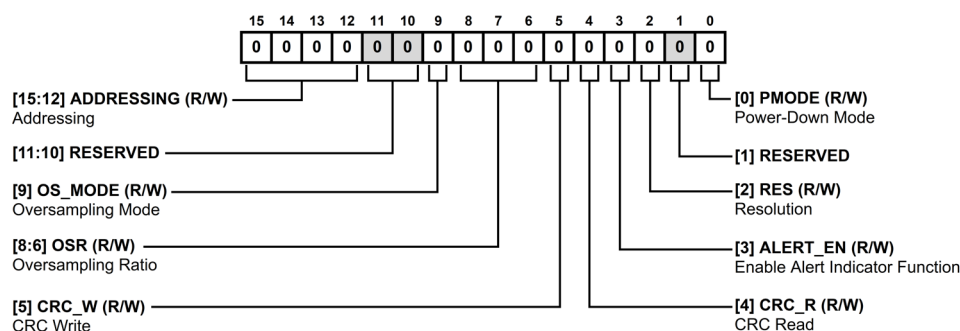 15 14 13 12 11 10 9 8 7 6 5 4 3 2 1 0
0 0 0 0 0 0 0 0 0 0 0 0 0 0 0 0
[15:12] ADDRESSING (R/W)
Addressing
[11:10] RESERVED
[9] OS_MODE (R/W)
Oversampling Mode
[8:6] OSR (R/W)
Oversampling Ratio
[5] CRC_W (R/W)
CRC Write
[0] PMODE (R/W)
Power-Down Mode
[1] RESERVED
[2] RES (R/W)
Resolution
[3] ALERT_EN (R/W)
Enable Alert Indicator Function
[4] CRC_R (R/W)
CRC Read